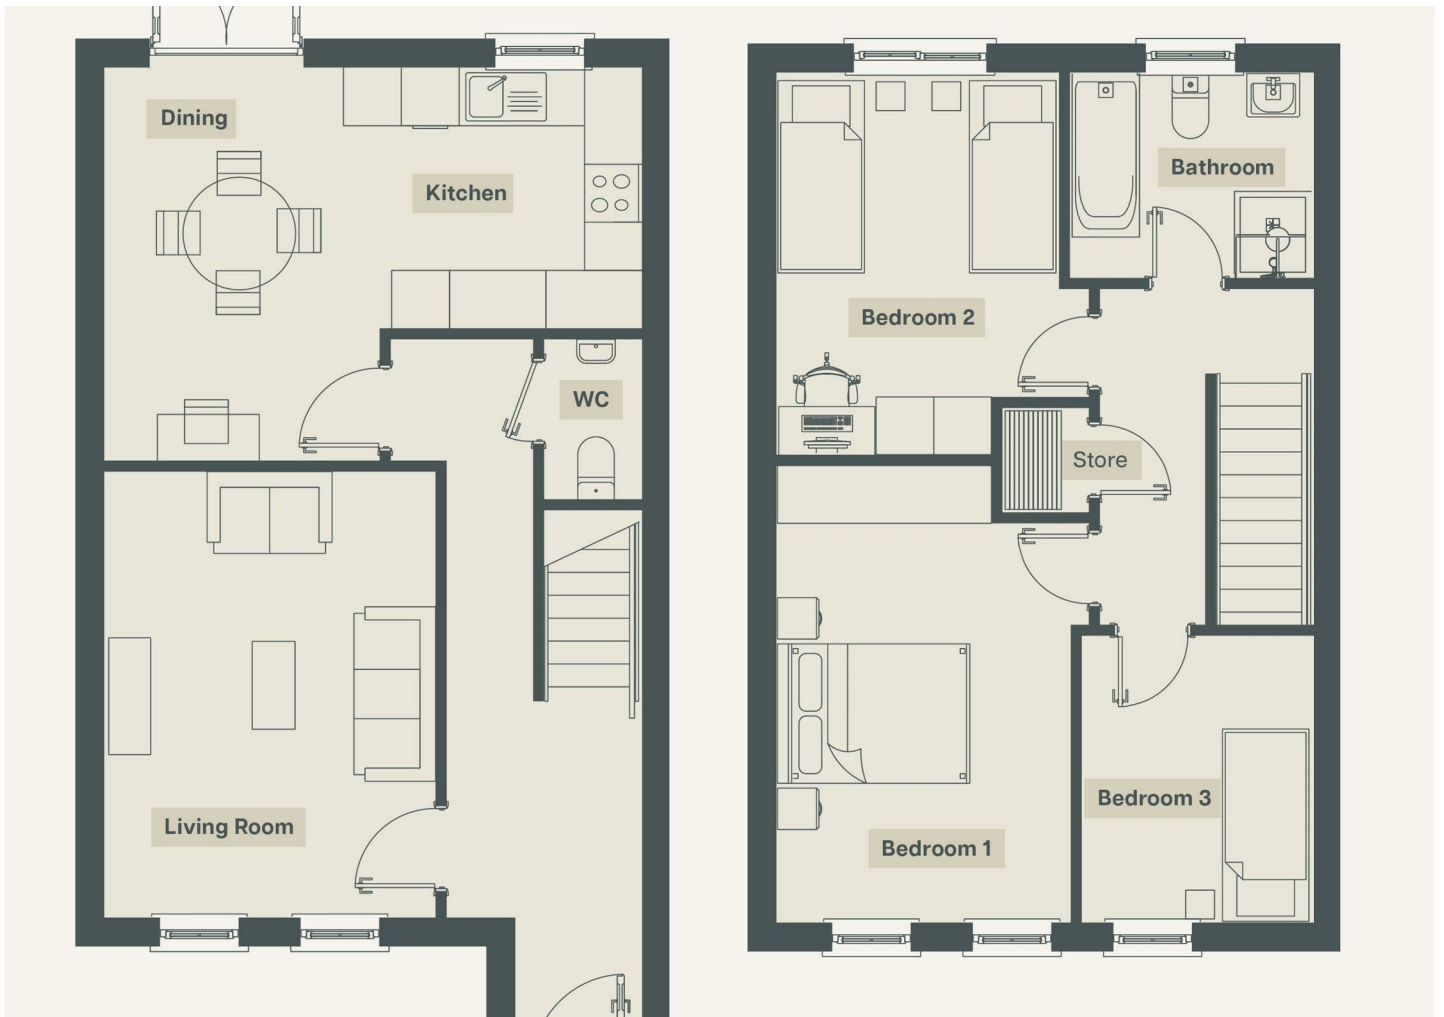 Dining
Kitchen
WC
Living Room
Bathroom
Bedroom 2
Store
Bedroom 3
Bedroom 1